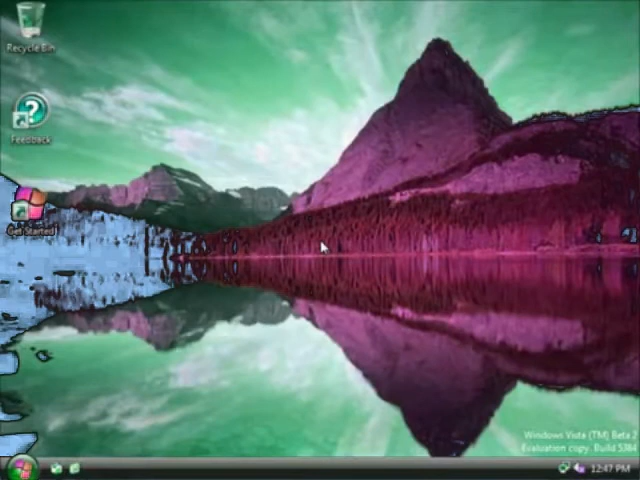 Recycle Bin
Feedback
Get Started
Windows Vista (TM) Beta 2
Evaluation copy. Build 5384
12:47 PM